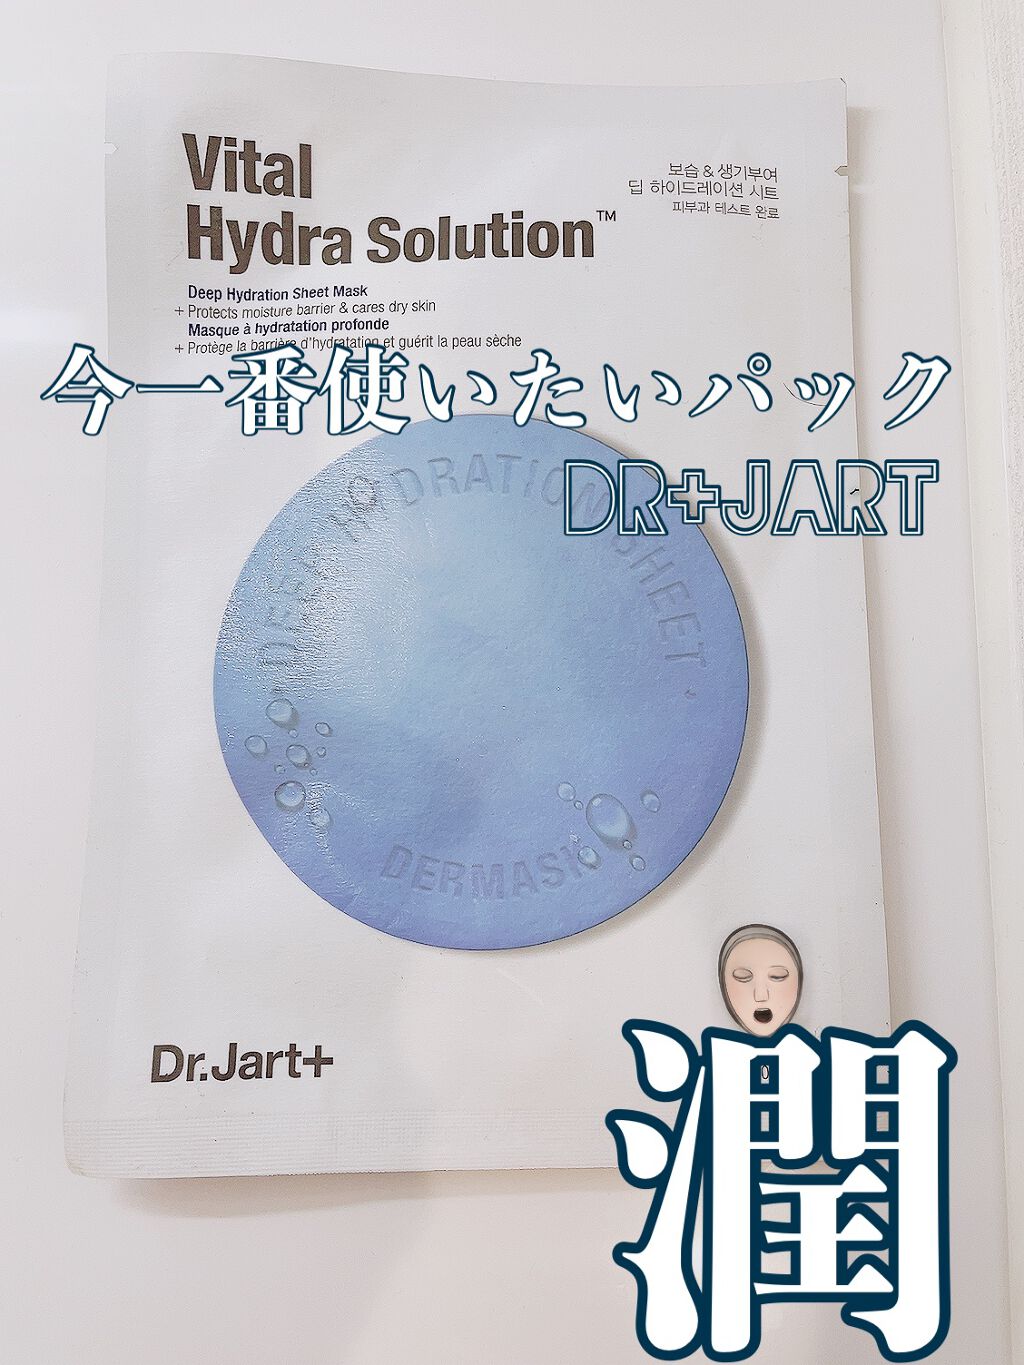 Vital
Hydra Solution™
보습 & 생기부여
딥 하이드레이션 시트
피부과 테스트 완료
Deep Hydration Sheet Mask
+ Protects moisture barrier & cares dry skin
Masque à hydratation profonde
+ Protège la barrière d'hydratation et guérit la peau sèche
今一番使いたいパック
DR+JART
DEEP HYDRATION SHEET
DERMASK
Dr.Jart+
潤